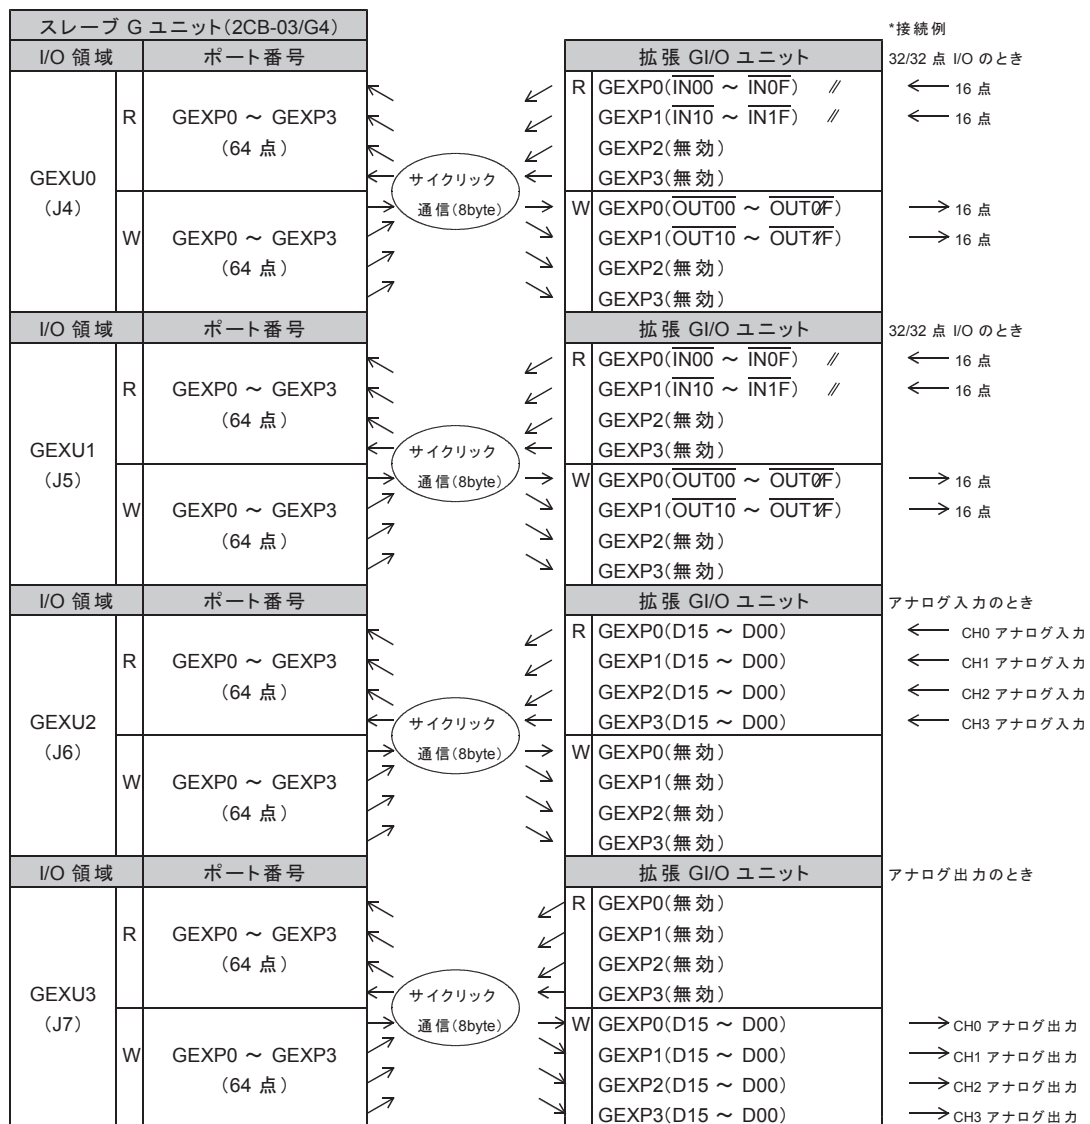 スレーブ G ユニット(2CB-03/G4)
*接続例
I/O 領域 ポート番号 拡張 GI/O ユニット 32/32 点 I/O のとき
R GEXP0(IN00 ～ IN0F) 〃 16 点
R GEXP0 ～ GEXP3 GEXP1(IN10 ～ IN1F) 〃 16 点
(64 点) GEXP2(無効)
GEXU0 サイクリック GEXP3(無効)
(J4) 通信(8byte) W GEXP0(OUT00 ～ OUT0F) 〃 16 点
W GEXP0 ～ GEXP3 GEXP1(OUT10 ～ OUT1F) 〃 16 点
(64 点) GEXP2(無効)
GEXP3(無効)
I/O 領域 ポート番号 拡張 GI/O ユニット 32/32 点 I/O のとき
R GEXP0(IN00 ～ IN0F) 〃 16 点
R GEXP0 ～ GEXP3 GEXP1(IN10 ～ IN1F) 〃 16 点
(64 点) GEXP2(無効)
GEXU1 サイクリック GEXP3(無効)
(J5) 通信(8byte) W GEXP0(OUT00 ～ OUT0F) 〃 16 点
W GEXP0 ～ GEXP3 GEXP1(OUT10 ～ OUT1F) 〃 16 点
(64 点) GEXP2(無効)
GEXP3(無効)
I/O 領域 ポート番号 拡張 GI/O ユニット アナログ入力のとき
R GEXP0(D15 ～ D00) CH0 アナログ入力
R GEXP0 ～ GEXP3 GEXP1(D15 ～ D00) CH1 アナログ入力
(64 点) GEXP2(D15 ～ D00) CH2 アナログ入力
GEXU2 サイクリック GEXP3(D15 ～ D00) CH3 アナログ入力
(J6) 通信(8byte) W GEXP0(無効)
W GEXP0 ～ GEXP3 GEXP1(無効)
(64 点) GEXP2(無効)
GEXP3(無効)
I/O 領域 ポート番号 拡張 GI/O ユニット アナログ出力のとき
R GEXP0(無効)
R GEXP0 ～ GEXP3 GEXP1(無効)
(64 点) GEXP2(無効)
GEXU3 サイクリック GEXP3(無効)
(J7) 通信(8byte) W GEXP0(D15 ～ D00) CH0 アナログ出力
W GEXP0 ～ GEXP3 GEXP1(D15 ～ D00) CH1 アナログ出力
(64 点) GEXP2(D15 ～ D00) CH2 アナログ出力
GEXP3(D15 ～ D00) CH3 アナログ出力